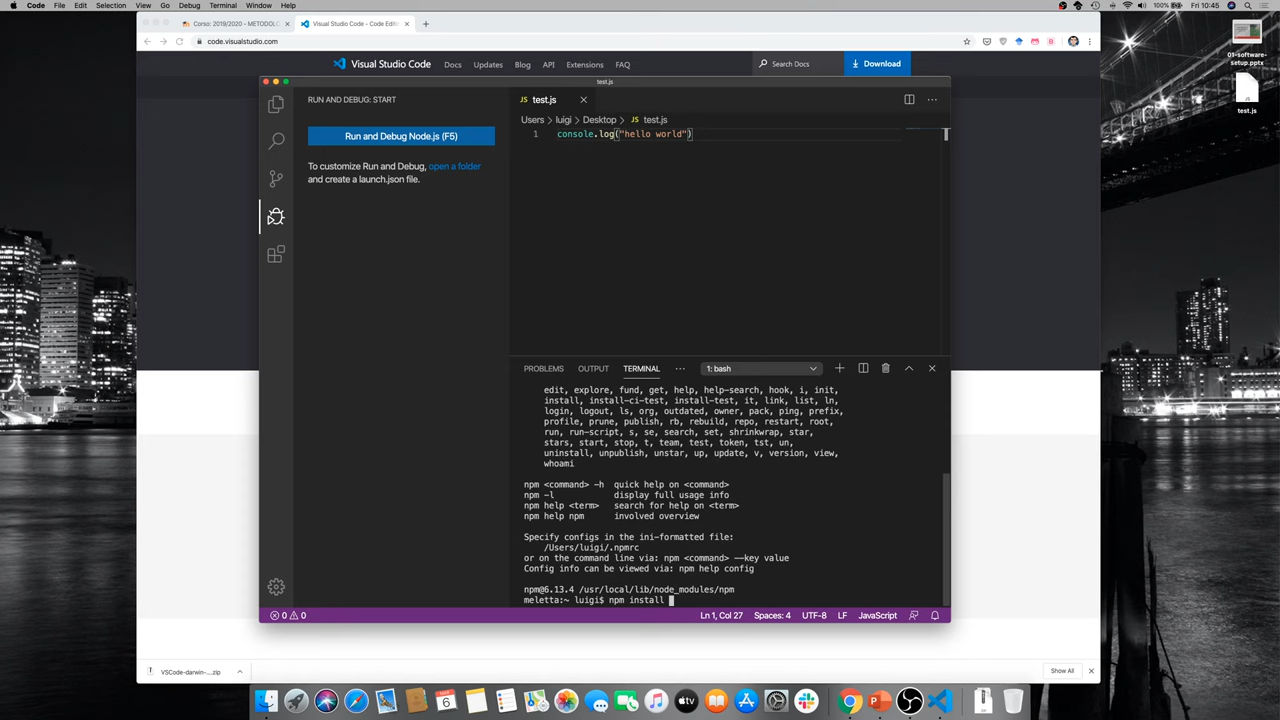 Code File Edit Selection View Go Debug Terminal Window Help
100% Fri 10:45
Corso: 2019/2020 - METODOLO
Visual Studio Code - Code Edit
code.visualstudio.com
Visual Studio Code Docs Updates Blog API Extensions FAQ Search Docs Download
01-software-setup.pptx
test.js
test.js
RUN AND DEBUG: START
JS test.js
Users > luigi > Desktop > JS test.js
1 console.log("hello world")
Run and Debug Node.js (F5)
To customize Run and Debug, open a folder
and create a launch.json file.
PROBLEMS OUTPUT TERMINAL ··· 1: bash
edit, explore, fund, get, help, help-search, hook, i, init,
install, install-ci-test, install-test, it, link, list, ln,
login, logout, ls, org, outdated, owner, pack, ping, prefix,
profile, prune, publish, rb, rebuild, repo, restart, root,
run, run-script, s, se, search, set, shrinkwrap, star,
stars, start, stop, t, team, test, token, tst, un,
uninstall, unpublish, unstar, up, update, v, version, view,
whoami
npm <command> -h quick help on <command>
npm -l display full usage info
npm help <term> search for help on <term>
npm help npm involved overview
Specify configs in the ini-formatted file:
/Users/luigi/.npmrc
or on the command line via: npm <command> --key value
Config info can be viewed via: npm help config
npm@6.13.4 /usr/local/lib/node_modules/npm
meletta:~ luigi$ npm install
0 0 Ln 1, Col 27 Spaces: 4 UTF-8 LF JavaScript
VSCode-darwin-....zip
Show All